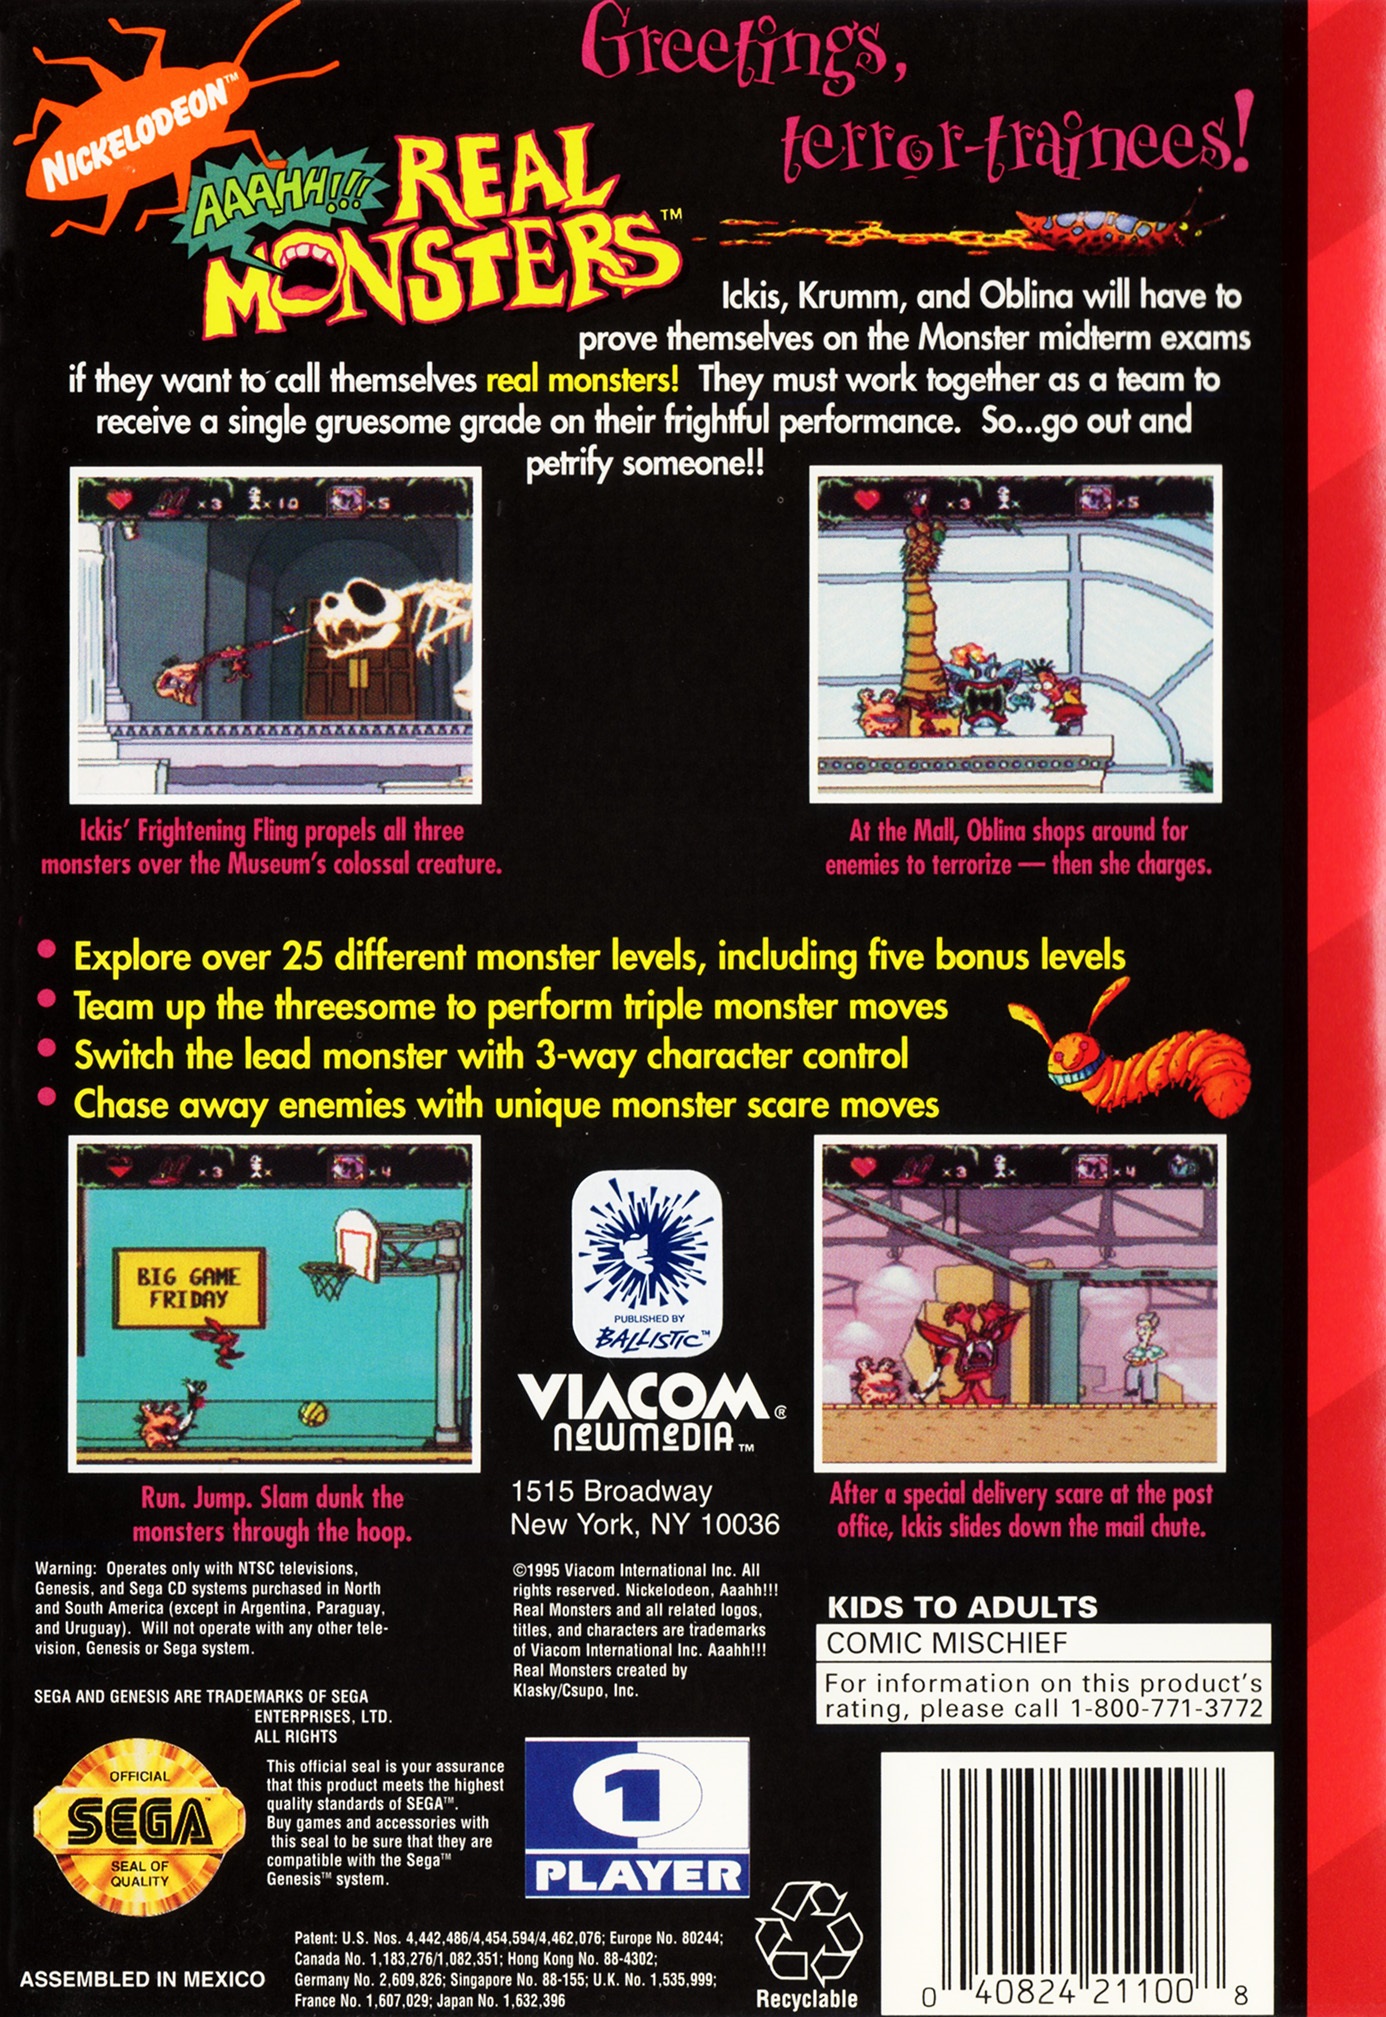 Greetings,
terror-trainees!
NICKELODEON™
AAAHH!!!
REAL
MONSTERS™
Ickis, Krumm, and Oblina will have to
prove themselves on the Monster midterm exams
if they want to call themselves real monsters! They must work together as a team to
receive a single gruesome grade on their frightful performance. So...go out and
petrify someone!!
x3 x10 x5
x3 x x5
Ickis' Frightening Fling propels all three
monsters over the Museum's colossal creature.
At the Mall, Oblina shops around for
enemies to terrorize — then she charges.
• Explore over 25 different monster levels, including five bonus levels
• Team up the threesome to perform triple monster moves
• Switch the lead monster with 3-way character control
• Chase away enemies with unique monster scare moves
x3 x x4
BIG GAME
FRIDAY
x3 x x4
PUBLISHED BY
BALLISTIC™
VIACOM®
NEWMEDIA™
1515 Broadway
New York, NY 10036
Run. Jump. Slam dunk the
monsters through the hoop.
After a special delivery scare at the post
office, Ickis slides down the mail chute.
Warning: Operates only with NTSC televisions,
Genesis, and Sega CD systems purchased in North
and South America (except in Argentina, Paraguay,
and Uruguay). Will not operate with any other tele-
vision, Genesis or Sega system.
©1995 Viacom International Inc. All
rights reserved. Nickelodeon, Aaahh!!!
Real Monsters and all related logos,
titles, and characters are trademarks
of Viacom International Inc. Aaahh!!!
Real Monsters created by
Klasky/Csupo, Inc.
KIDS TO ADULTS
COMIC MISCHIEF
For information on this product's
rating, please call 1-800-771-3772
SEGA AND GENESIS ARE TRADEMARKS OF SEGA
ENTERPRISES, LTD.
ALL RIGHTS
OFFICIAL
SEGA™
SEAL OF
QUALITY
This official seal is your assurance
that this product meets the highest
quality standards of SEGA™.
Buy games and accessories with
this seal to be sure that they are
compatible with the Sega™
Genesis™ system.
1
PLAYER
ASSEMBLED IN MEXICO
Patent: U.S. Nos. 4,442,486/4,454,594/4,462,076; Europe No. 80244;
Canada No. 1,183,276/1,082,351; Hong Kong No. 88-4302;
Germany No. 2,609,826; Singapore No. 88-155; U.K. No. 1,535,999;
France No. 1,607,029; Japan No. 1,632,396
Recyclable
0 40824 21100 8